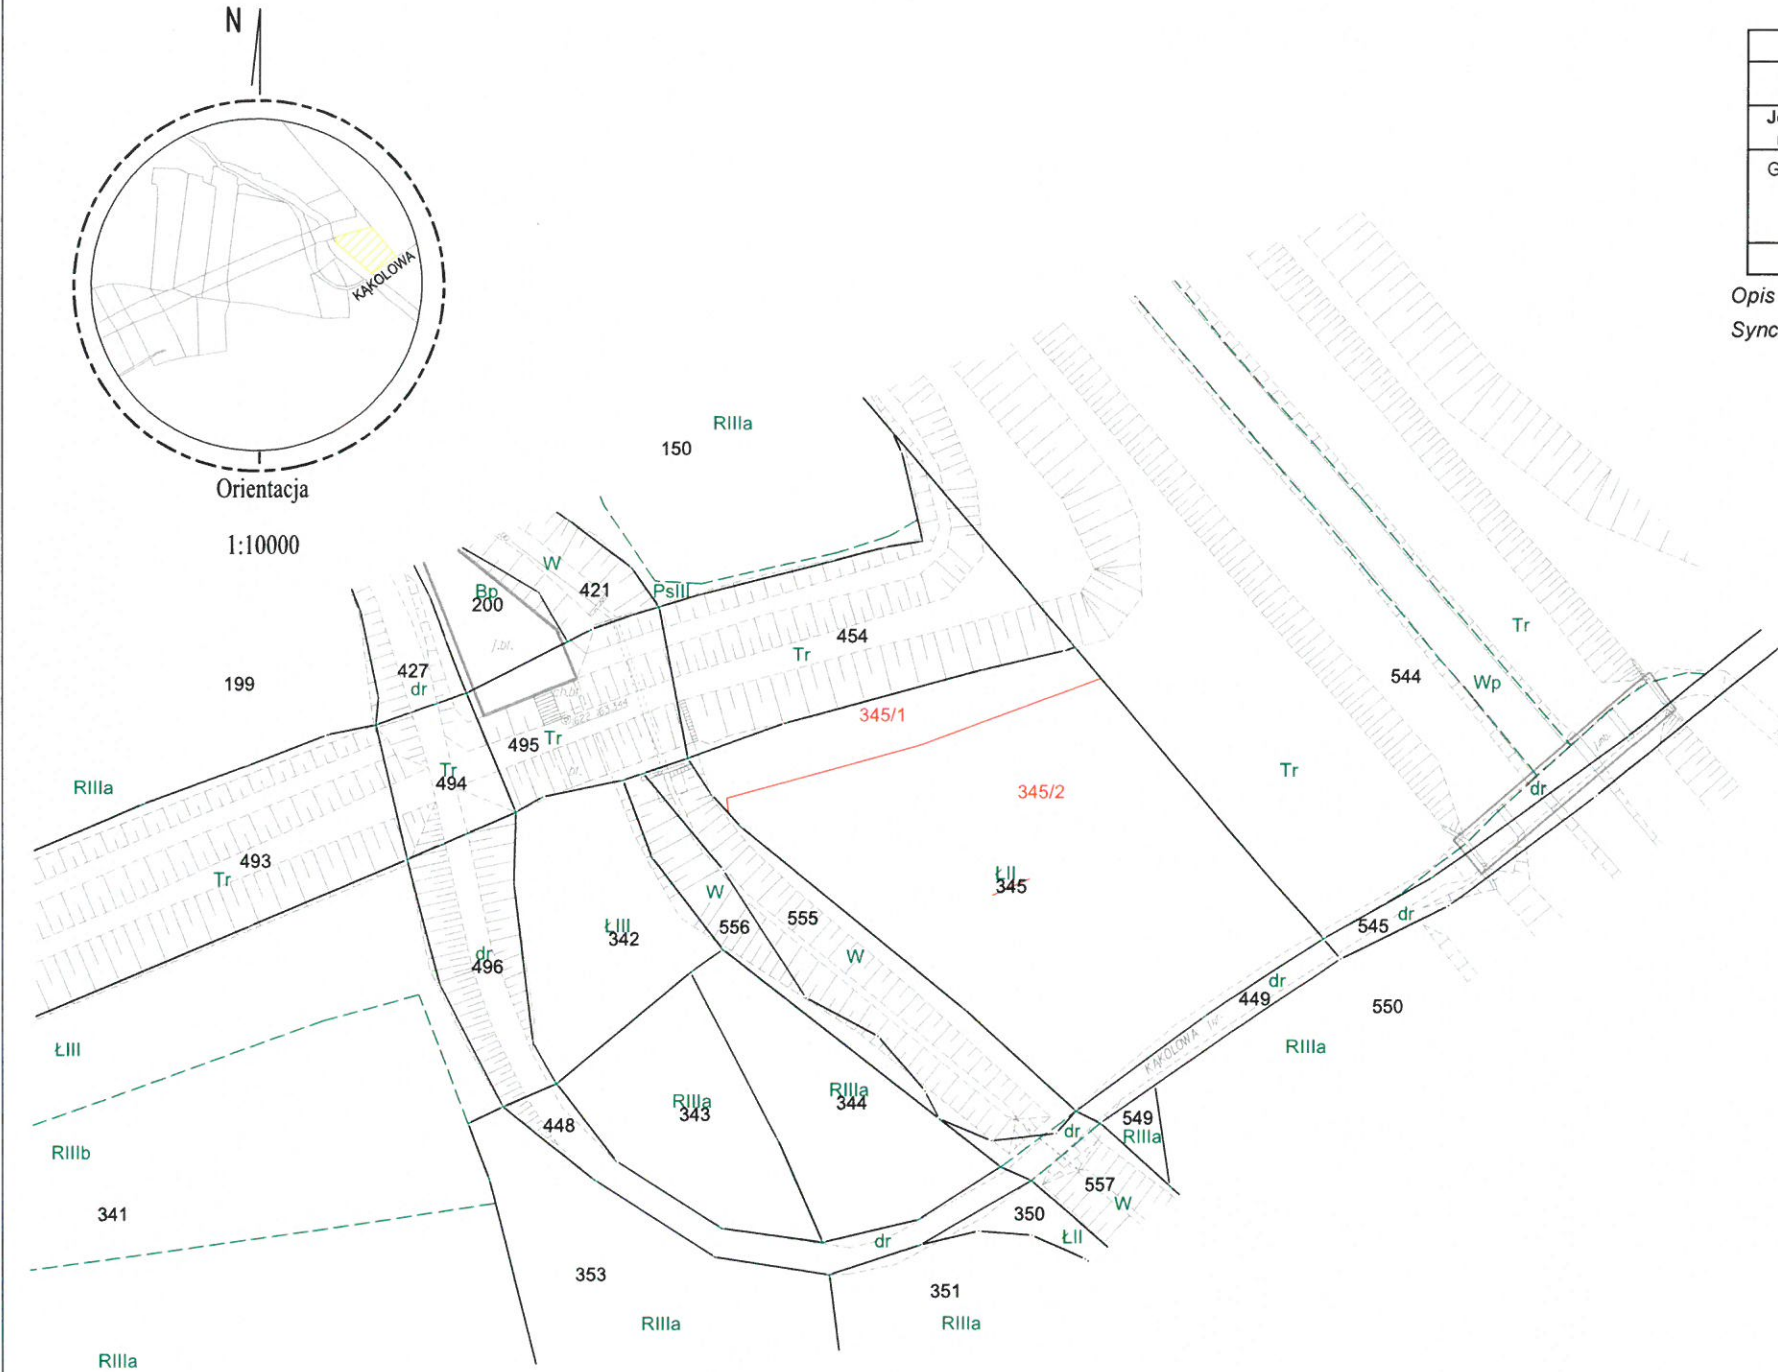 N
KĄKOLOWA
Orientacja
1:10000
Opis
Sync
RIIIa
150
W
421
PsIII
Bp
200
j.bt.
454
Tr
Tr
544
Wp
199
427
dr
345/1
495
Tr
Tr
494
bt.
RIIIa
345/2
Tr
dr
493
Tr
ŁII
345
W
556
555
ŁIII
342
W
545
dr
dr
496
dr
449
550
KĄKOLOWA
RIIIa
ŁIII
RIIIa
343
RIIIa
344
448
549
RIIIa
dr
RIIIb
557
W
341
350
ŁII
dr
353
351
RIIIa
RIIIa
RIIIa